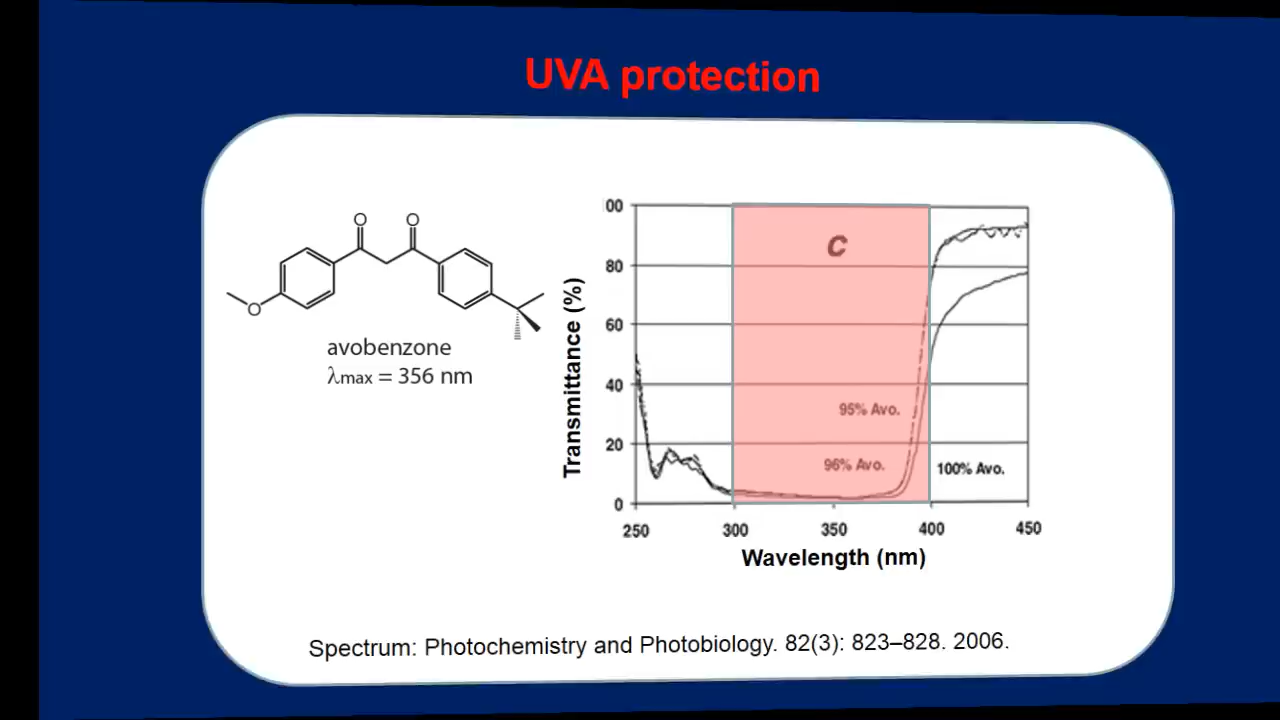 UVA protection
O O
O
avobenzone
λmax = 356 nm
Transmittance (%)
00
80
60
40
20
0
C
95% Avo.
96% Avo.
100% Avo.
250 300 350 400 450
Wavelength (nm)
Spectrum: Photochemistry and Photobiology. 82(3): 823–828. 2006.